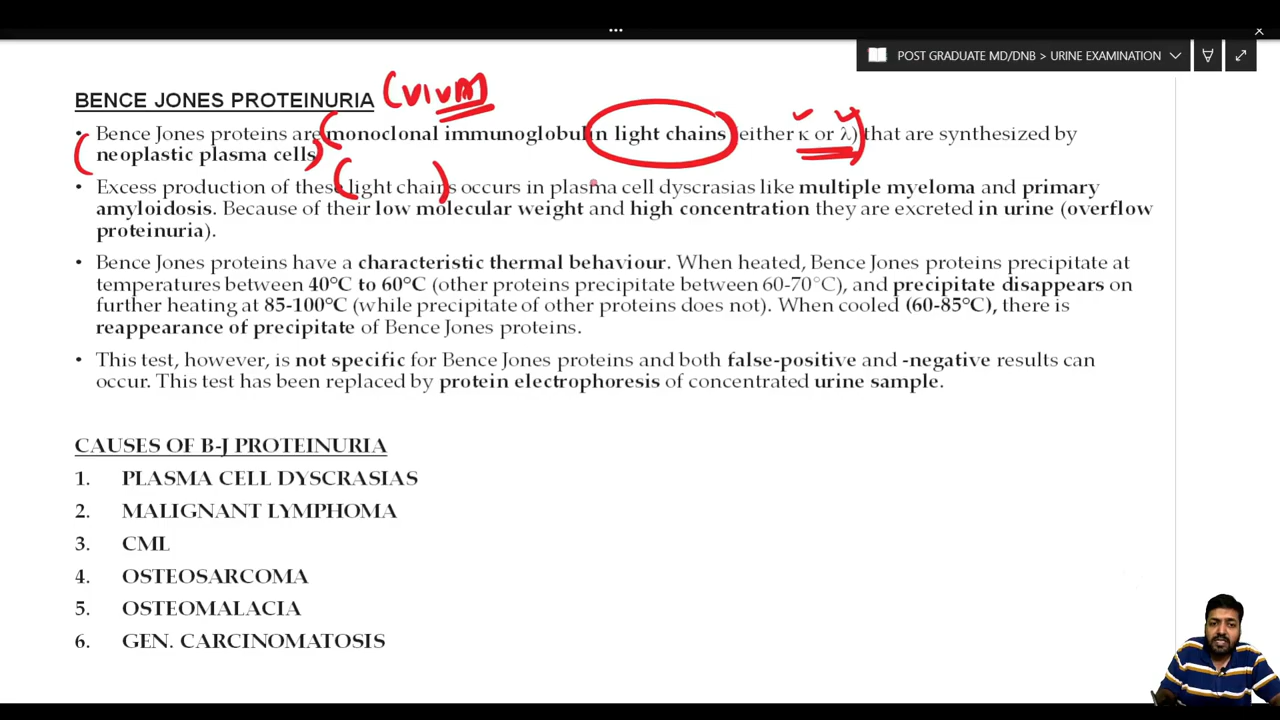 POST GRADUATE MD/DNB > URINE EXAMINATION
BENCE JONES PROTEINURIA (VIVA)
• Bence Jones proteins are monoclonal immunoglobulin light chains (either κ or λ) that are synthesized by
neoplastic plasma cells.
• Excess production of these light chains occurs in plasma cell dyscrasias like multiple myeloma and primary
amyloidosis. Because of their low molecular weight and high concentration they are excreted in urine (overflow
proteinuria).
• Bence Jones proteins have a characteristic thermal behaviour. When heated, Bence Jones proteins precipitate at
temperatures between 40°C to 60°C (other proteins precipitate between 60-70°C), and precipitate disappears on
further heating at 85-100°C (while precipitate of other proteins does not). When cooled (60-85°C), there is
reappearance of precipitate of Bence Jones proteins.
• This test, however, is not specific for Bence Jones proteins and both false-positive and -negative results can
occur. This test has been replaced by protein electrophoresis of concentrated urine sample.
CAUSES OF B-J PROTEINURIA
1. PLASMA CELL DYSCRASIAS
2. MALIGNANT LYMPHOMA
3. CML
4. OSTEOSARCOMA
5. OSTEOMALACIA
6. GEN. CARCINOMATOSIS